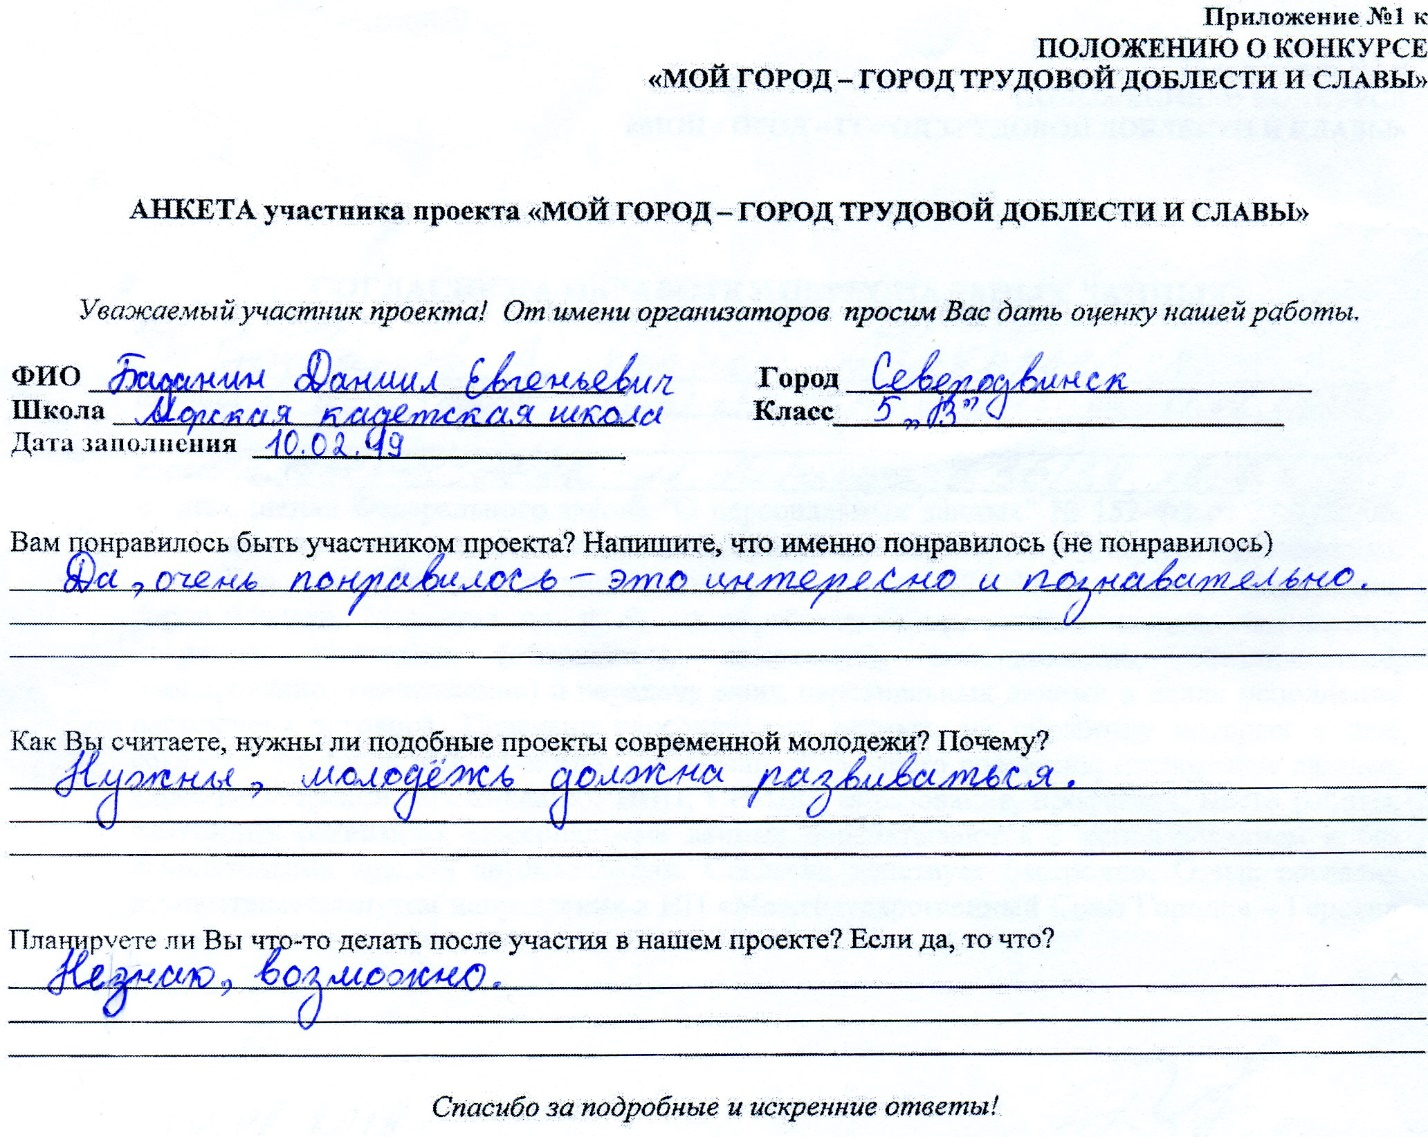 Приложение №1 к
ПОЛОЖЕНИЮ О КОНКУРСЕ
«МОЙ ГОРОД – ГОРОД ТРУДОВОЙ ДОБЛЕСТИ И СЛАВЫ»
АНКЕТА участника проекта «МОЙ ГОРОД – ГОРОД ТРУДОВОЙ ДОБЛЕСТИ И СЛАВЫ»
Уважаемый участник проекта! От имени организаторов просим Вас дать оценку нашей работы.
ФИО Баданин Даниил Евгеньевич Город Северодвинск
Школа Морская кадетская школа Класс 5 „В”
Дата заполнения 10.02.19
Вам понравилось быть участником проекта? Напишите, что именно понравилось (не понравилось)
Да, очень понравилось – это интересно и познавательно.
Как Вы считаете, нужны ли подобные проекты современной молодежи? Почему?
Нужны, молодёжь должна развиваться.
Планируете ли Вы что-то делать после участия в нашем проекте? Если да, то что?
Незнаю, возможно.
Спасибо за подробные и искренние ответы!